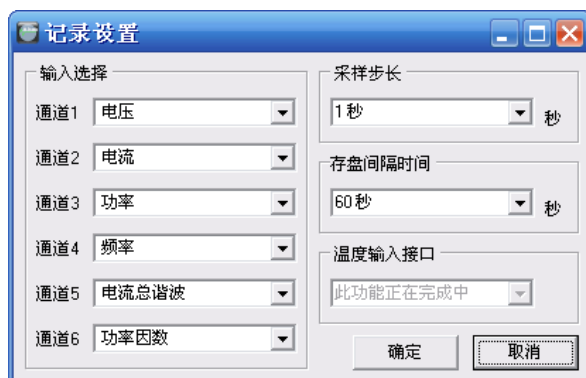 记录设置
输入选择
通道1 电压
通道2 电流
通道3 功率
通道4 频率
通道5 电流总谐波
通道6 功率因数
采样步长
1秒 秒
存盘间隔时间
60秒 秒
温度输入接口
此功能正在完成中
确定 取消